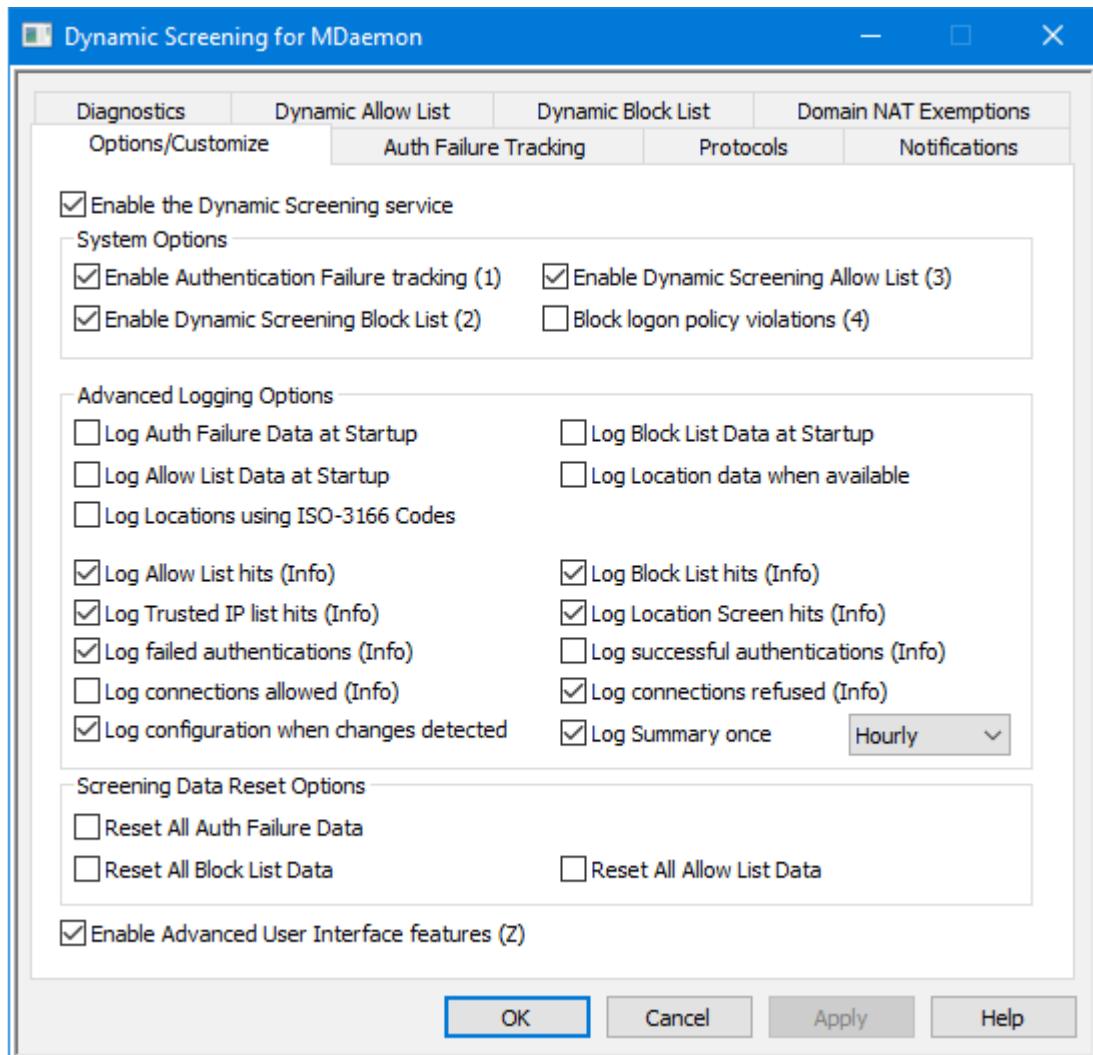 Dynamic Screening for MDaemon
Diagnostics Dynamic Allow List Dynamic Block List Domain NAT Exemptions
Options/Customize Auth Failure Tracking Protocols Notifications
Enable the Dynamic Screening service
System Options
Enable Authentication Failure tracking (1) Enable Dynamic Screening Allow List (3)
Enable Dynamic Screening Block List (2) Block logon policy violations (4)
Advanced Logging Options
Log Auth Failure Data at Startup Log Block List Data at Startup
Log Allow List Data at Startup Log Location data when available
Log Locations using ISO-3166 Codes
Log Allow List hits (Info) Log Block List hits (Info)
Log Trusted IP list hits (Info) Log Location Screen hits (Info)
Log failed authentications (Info) Log successful authentications (Info)
Log connections allowed (Info) Log connections refused (Info)
Log configuration when changes detected Log Summary once Hourly
Screening Data Reset Options
Reset All Auth Failure Data
Reset All Block List Data Reset All Allow List Data
Enable Advanced User Interface features (Z)
OK Cancel Apply Help